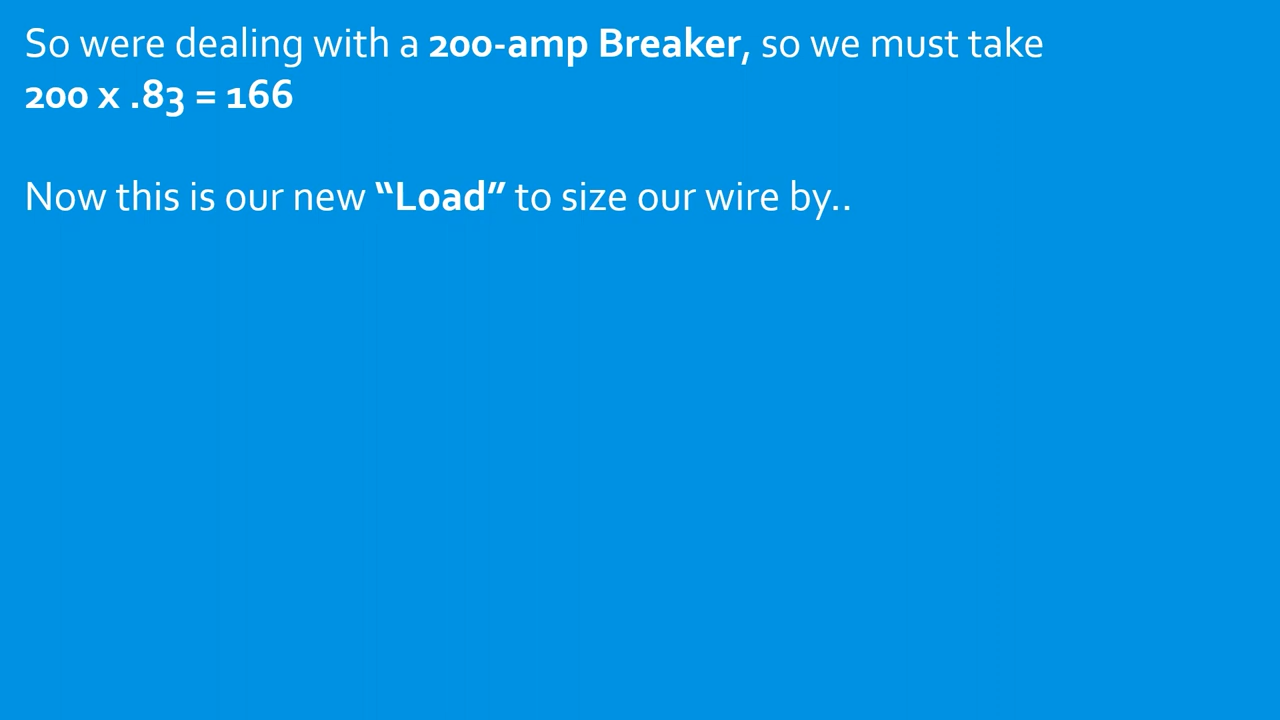 So were dealing with a 200-amp Breaker, so we must take
200 x .83 = 166
Now this is our new “Load” to size our wire by..